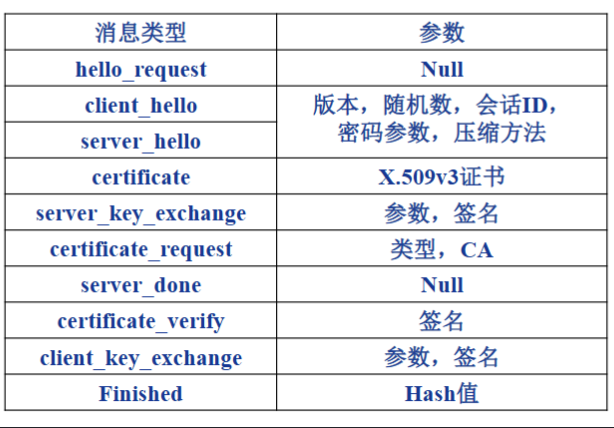 消息类型 参数
hello_request Null
client_hello 版本，随机数，会话ID，
server_hello 密码参数，压缩方法
certificate X.509v3证书
server_key_exchange 参数，签名
certificate_request 类型，CA
server_done Null
certificate_verify 签名
client_key_exchange 参数，签名
Finished Hash值